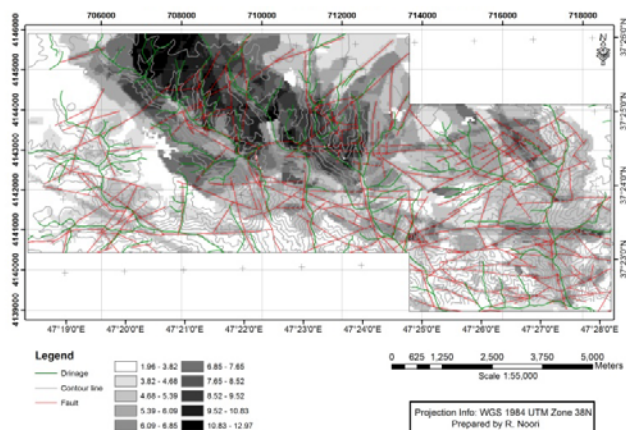 706000 708000 710000 712000 714000 716000 718000
4146000
4145000
4144000
4143000
4142000
4141000
4140000
4139000
37°26'0"N
37°25'0"
37°24'0"
37°23'0"
47°19'0"E 47°20'0"E 47°21'0"E 47°22'0"E 47°23'0"E 47°24'0"E 47°25'0"E 47°26'0"E 47°27'0"E 47°28'0"E
Legend
Drinage
Contour line
Fault
1.96 - 3.82
3.82 - 4.68
4.68 - 5.39
5.39 - 6.09
6.09 - 6.85
6.85 - 7.65
7.65 - 8.52
8.52 - 9.52
9.52 - 10.83
10.83 - 12.97
0 625 1,250 2,500 3,750 5,000
Meters
Scale 1:55,000
Projection Info: WGS 1984 UTM Zone 38N
Prepared by R. Noori